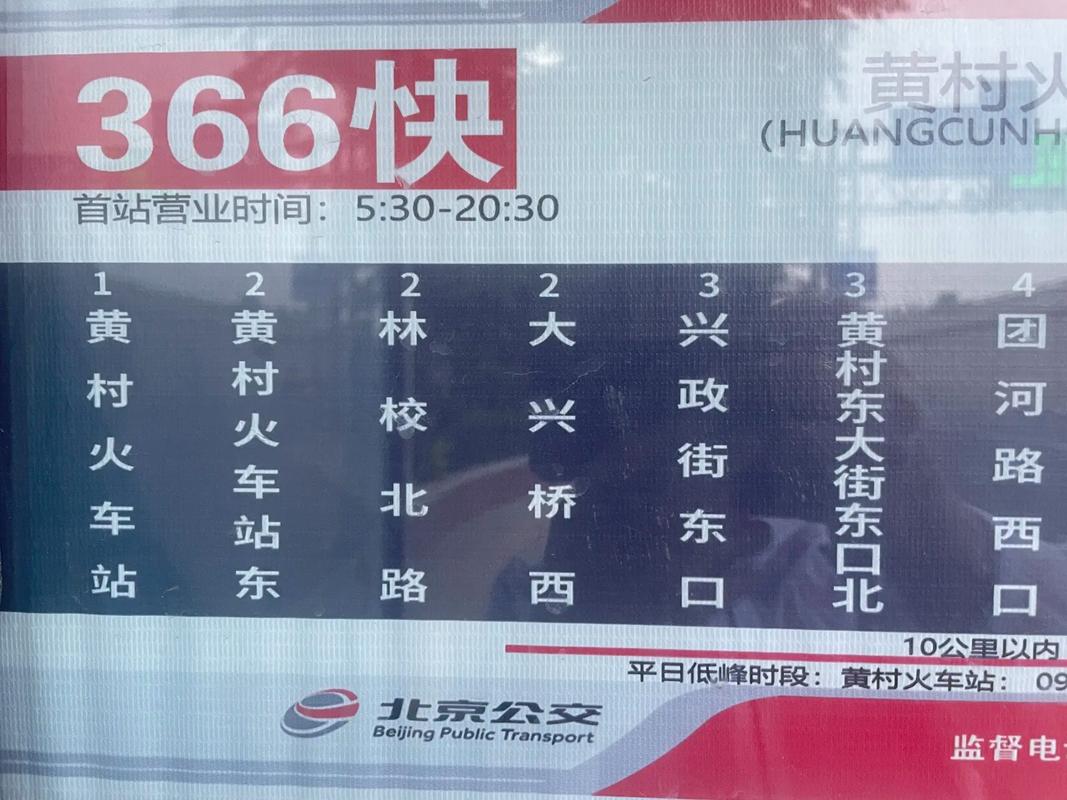 366快
黄村火
(HUANGCUNH
首站营业时间：5:30-20:30
1
黄村火车站
2
黄村火车站东
2
林校北路
2
大兴桥西
3
兴政街东口
3
黄村东大街东口北
4
团河路西口
10公里以内
平日低峰时段：黄村火车站：09
北京公交
Beijing Public Transport
监督电